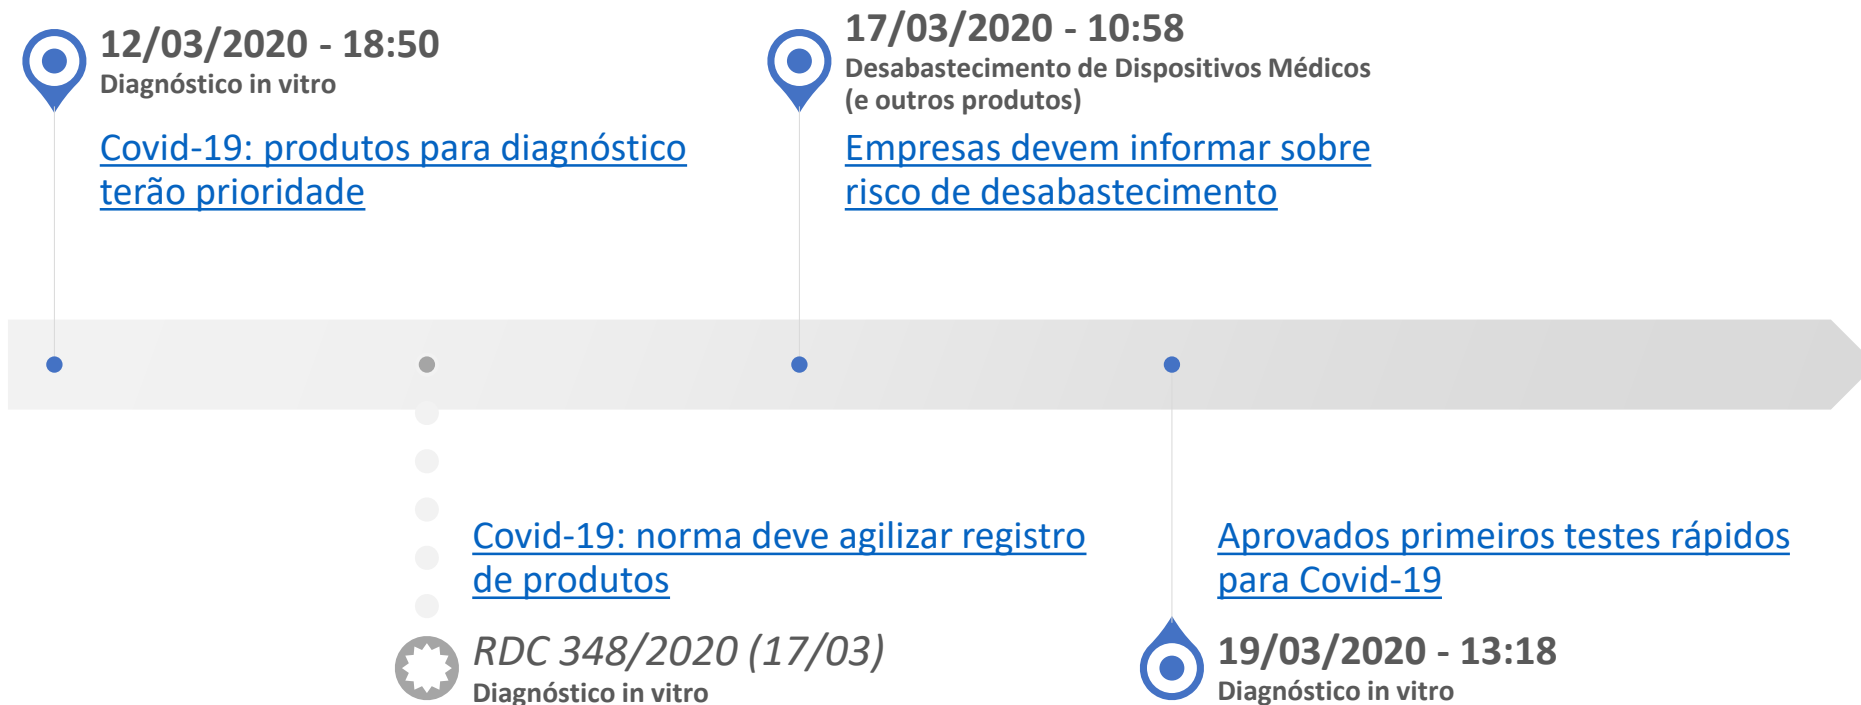 12/03/2020 - 18:50
Diagnóstico in vitro
Covid-19: produtos para diagnóstico
terão prioridade
17/03/2020 - 10:58
Desabastecimento de Dispositivos Médicos
(e outros produtos)
Empresas devem informar sobre
risco de desabastecimento
Covid-19: norma deve agilizar registro
de produtos
RDC 348/2020 (17/03)
Diagnóstico in vitro
Aprovados primeiros testes rápidos
para Covid-19
19/03/2020 - 13:18
Diagnóstico in vitro